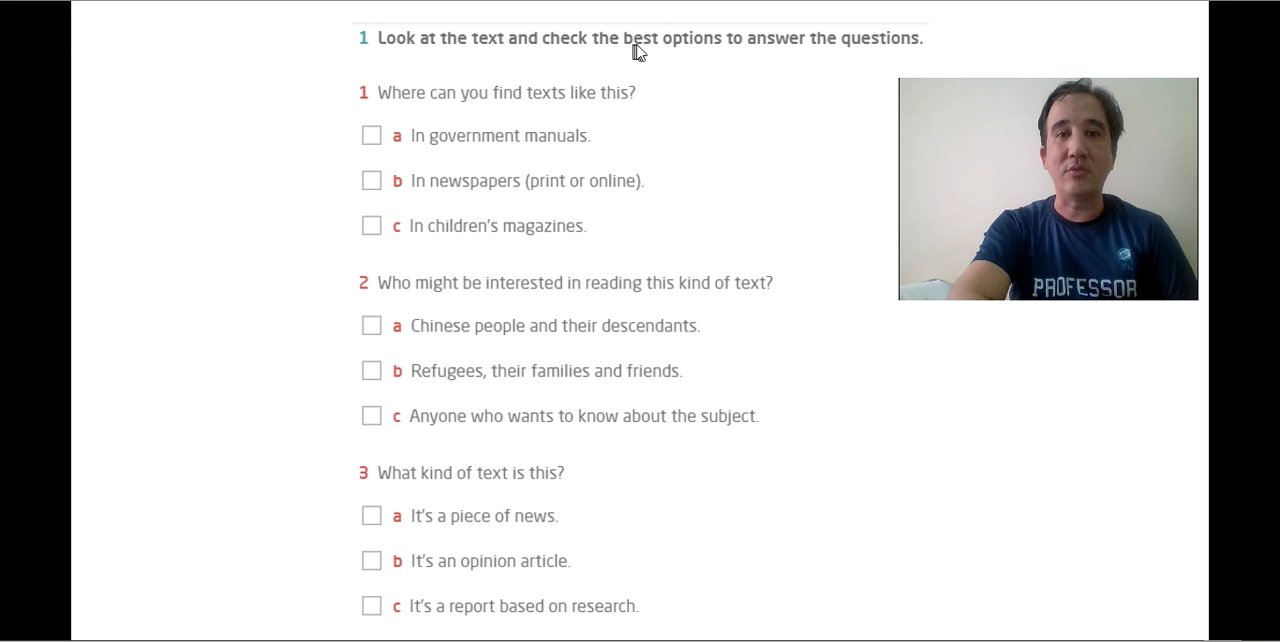 1 Look at the text and check the best options to answer the questions.
1 Where can you find texts like this?
a In government manuals.
b In newspapers (print or online).
c In children's magazines.
2 Who might be interested in reading this kind of text?
a Chinese people and their descendants.
b Refugees, their families and friends.
c Anyone who wants to know about the subject.
3 What kind of text is this?
a It's a piece of news.
b It's an opinion article.
c It's a report based on research.
PROFESSOR